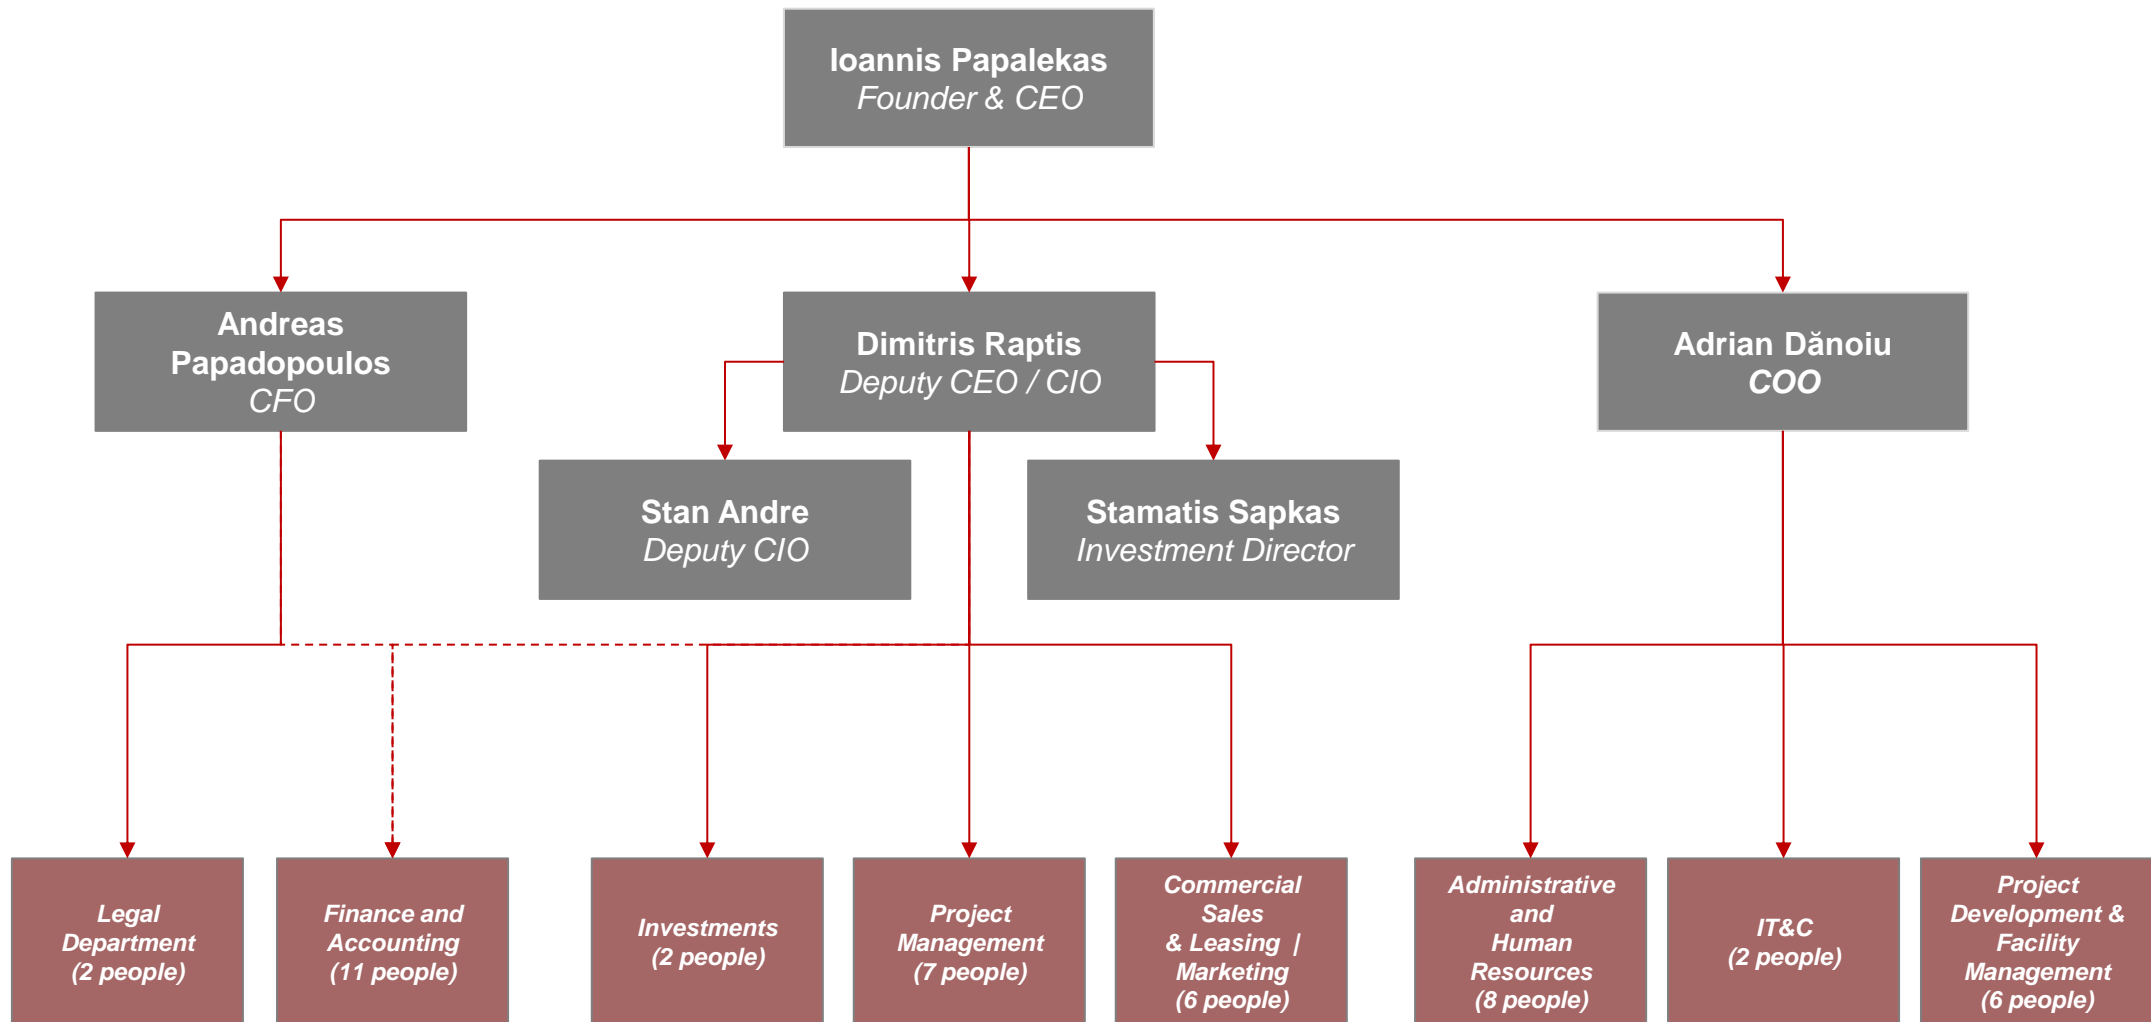 Ioannis Papalekas
Founder & CEO
Andreas
Papadopoulos
CFO
Dimitris Raptis
Deputy CEO / CIO
Adrian Dănoiu
COO
Stan Andre
Deputy CIO
Stamatis Sapkas
Investment Director
Legal
Department
(2 people)
Finance and
Accounting
(11 people)
Investments
(2 people)
Project
Management
(7 people)
Commercial
Sales
& Leasing |
Marketing
(6 people)
Administrative
and
Human
Resources
(8 people)
IT&C
(2 people)
Project
Development &
Facility
Management
(6 people)